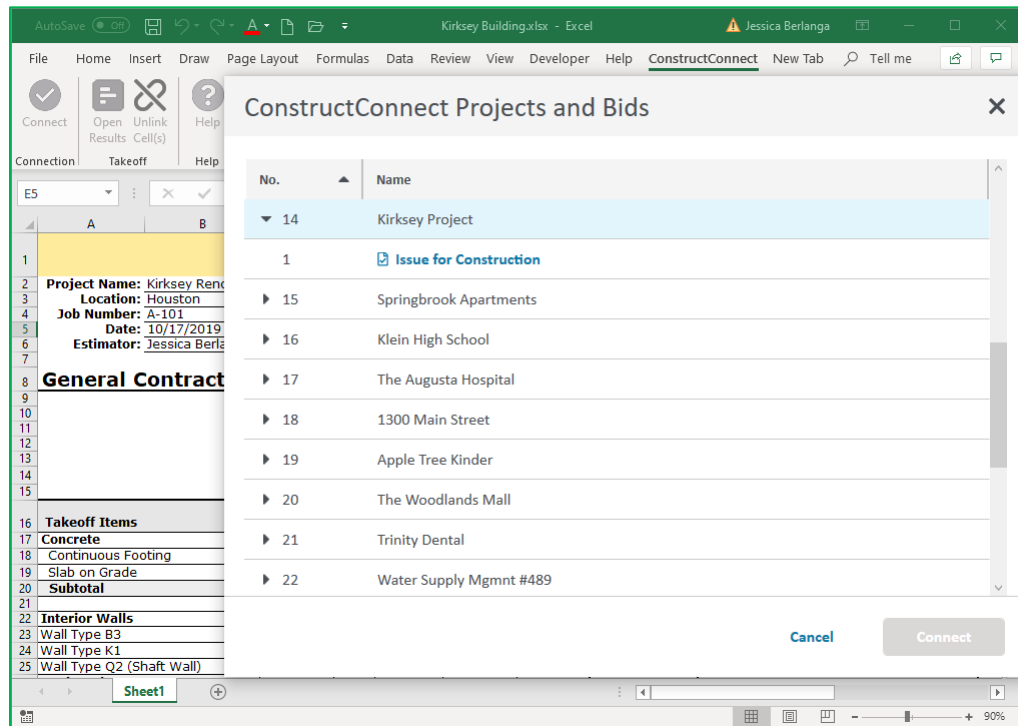 AutoSave Off A Kirksey Building.xlsx - Excel Jessica Berlanga
File Home Insert Draw Page Layout Formulas Data Review View Developer Help ConstructConnect New Tab Tell me
Connect Open Results Unlink Cell(s) Help
Connection Takeoff Help
ConstructConnect Projects and Bids
E5
No. Name
14 Kirksey Project
1 Issue for Construction
15 Springbrook Apartments
16 Klein High School
17 The Augusta Hospital
18 1300 Main Street
19 Apple Tree Kinder
20 The Woodlands Mall
21 Trinity Dental
22 Water Supply Mgmnt #489
Cancel Connect
A B
1
2 Project Name: Kirksey Reno
3 Location: Houston
4 Job Number: A-101
5 Date: 10/17/2019
6 Estimator: Jessica Berla
7
8 General Contract
9
10
11
12
13
14
15
16 Takeoff Items
17 Concrete
18 Continuous Footing
19 Slab on Grade
20 Subtotal
21
22 Interior Walls
23 Wall Type B3
24 Wall Type K1
25 Wall Type Q2 (Shaft Wall)
Sheet1
90%